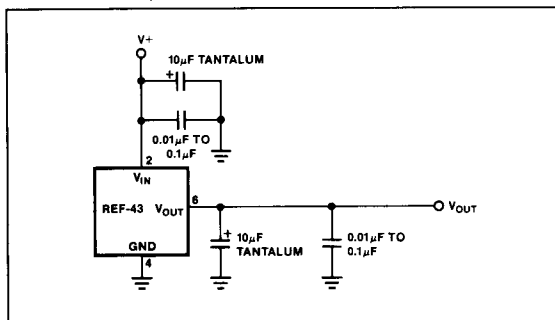 V+
10μF TANTALUM
+
0.01μF TO
0.1μF
2
VIN
REF-43 VOUT
6
VOUT
GND
4
+
10μF
TANTALUM
0.01μF TO
0.1μF